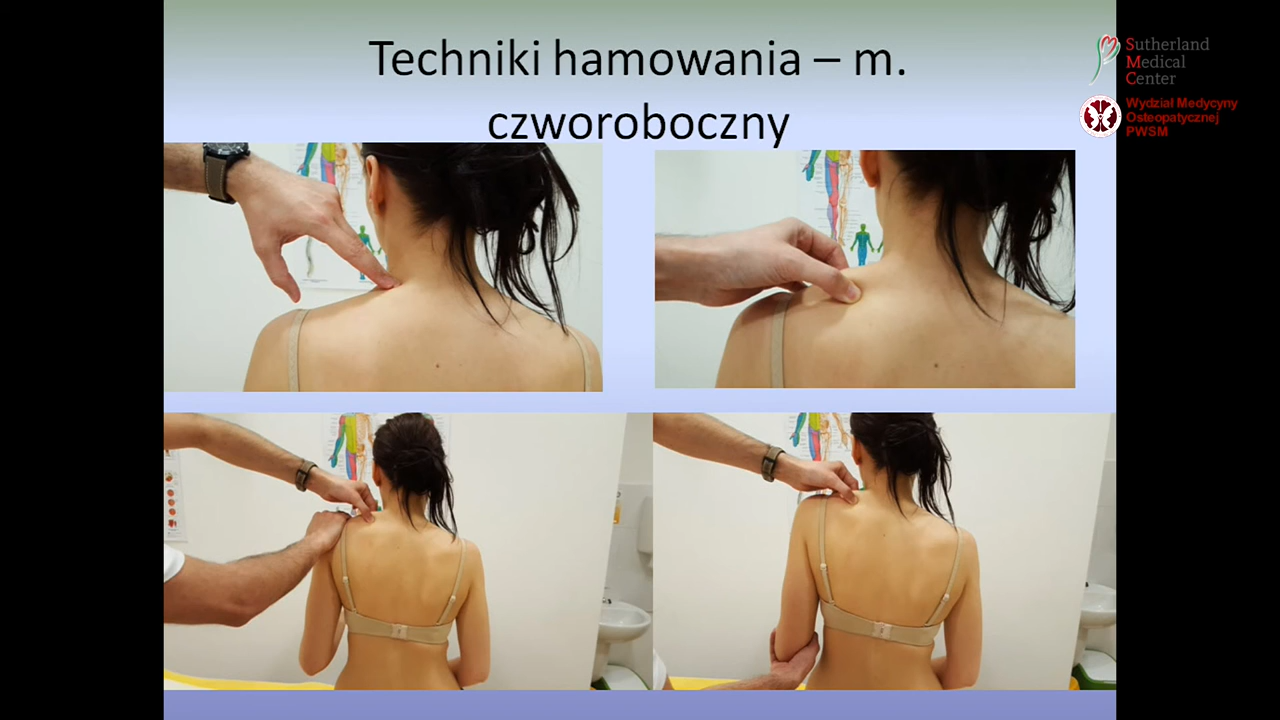 Techniki hamowania – m.
czworoboczny
Sutherland
Medical
Center
Wydział Medycyny
Osteopatycznej
PWSM